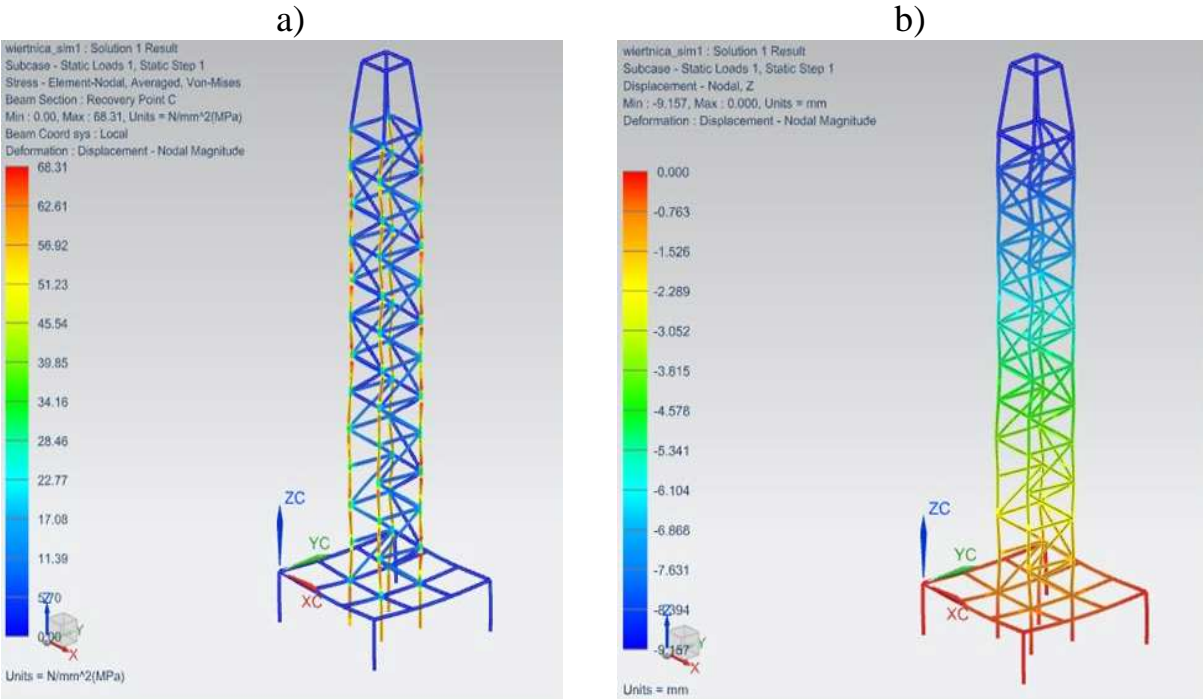 a)
wiertnica_sim1 : Solution 1 Result
Subcase - Static Loads 1, Static Step 1
Stress - Element-Nodal, Averaged, Von-Mises
Beam Section : Recovery Point C
Min : 0.00, Max : 68.31, Units = N/mm^2(MPa)
Beam Coord sys : Local
Deformation : Displacement - Nodal Magnitude
68.31
62.61
56.92
51.23
45.54
39.85
34.16
28.46
22.77
17.08
11.39
5.70
0.00
ZC
YC
XC
Z
Y
X
Units = N/mm^2(MPa)
b)
wiertnica_sim1 : Solution 1 Result
Subcase - Static Loads 1, Static Step 1
Displacement - Nodal, Z
Min : -9.157, Max : 0.000, Units = mm
Deformation : Displacement - Nodal Magnitude
0.000
-0.763
-1.526
-2.289
-3.052
-3.815
-4.578
-5.341
-6.104
-6.868
-7.631
-8.394
-9.157
ZC
YC
XC
Z
Y
X
Units = mm